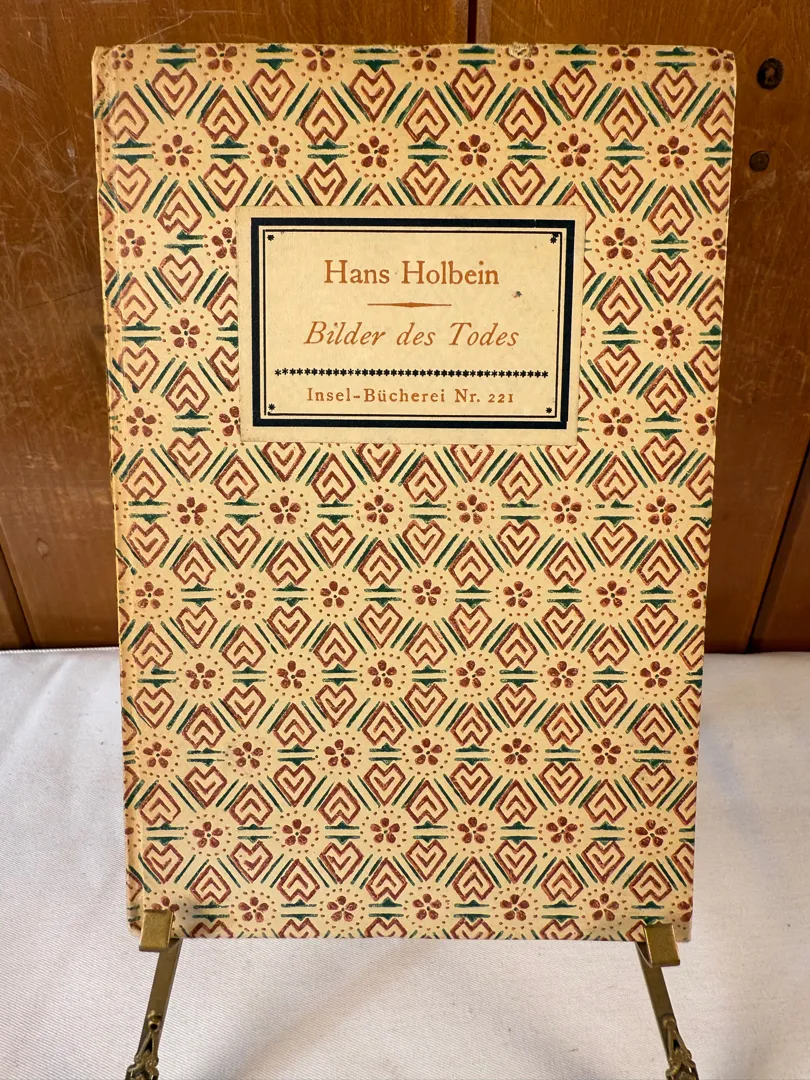 Hans Holbein
Bilder des Todes
Insel-Bücherei Nr. 221